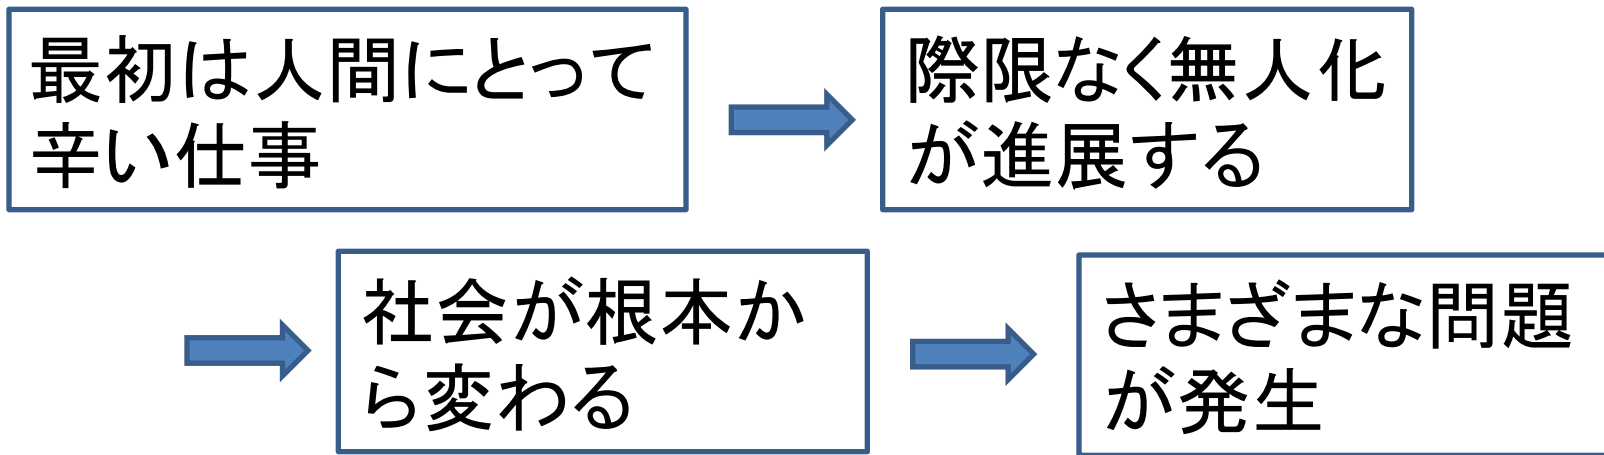 最初は人間にとって
辛い仕事
際限なく無人化
が進展する
社会が根本か
ら変わる
さまざまな問題
が発生